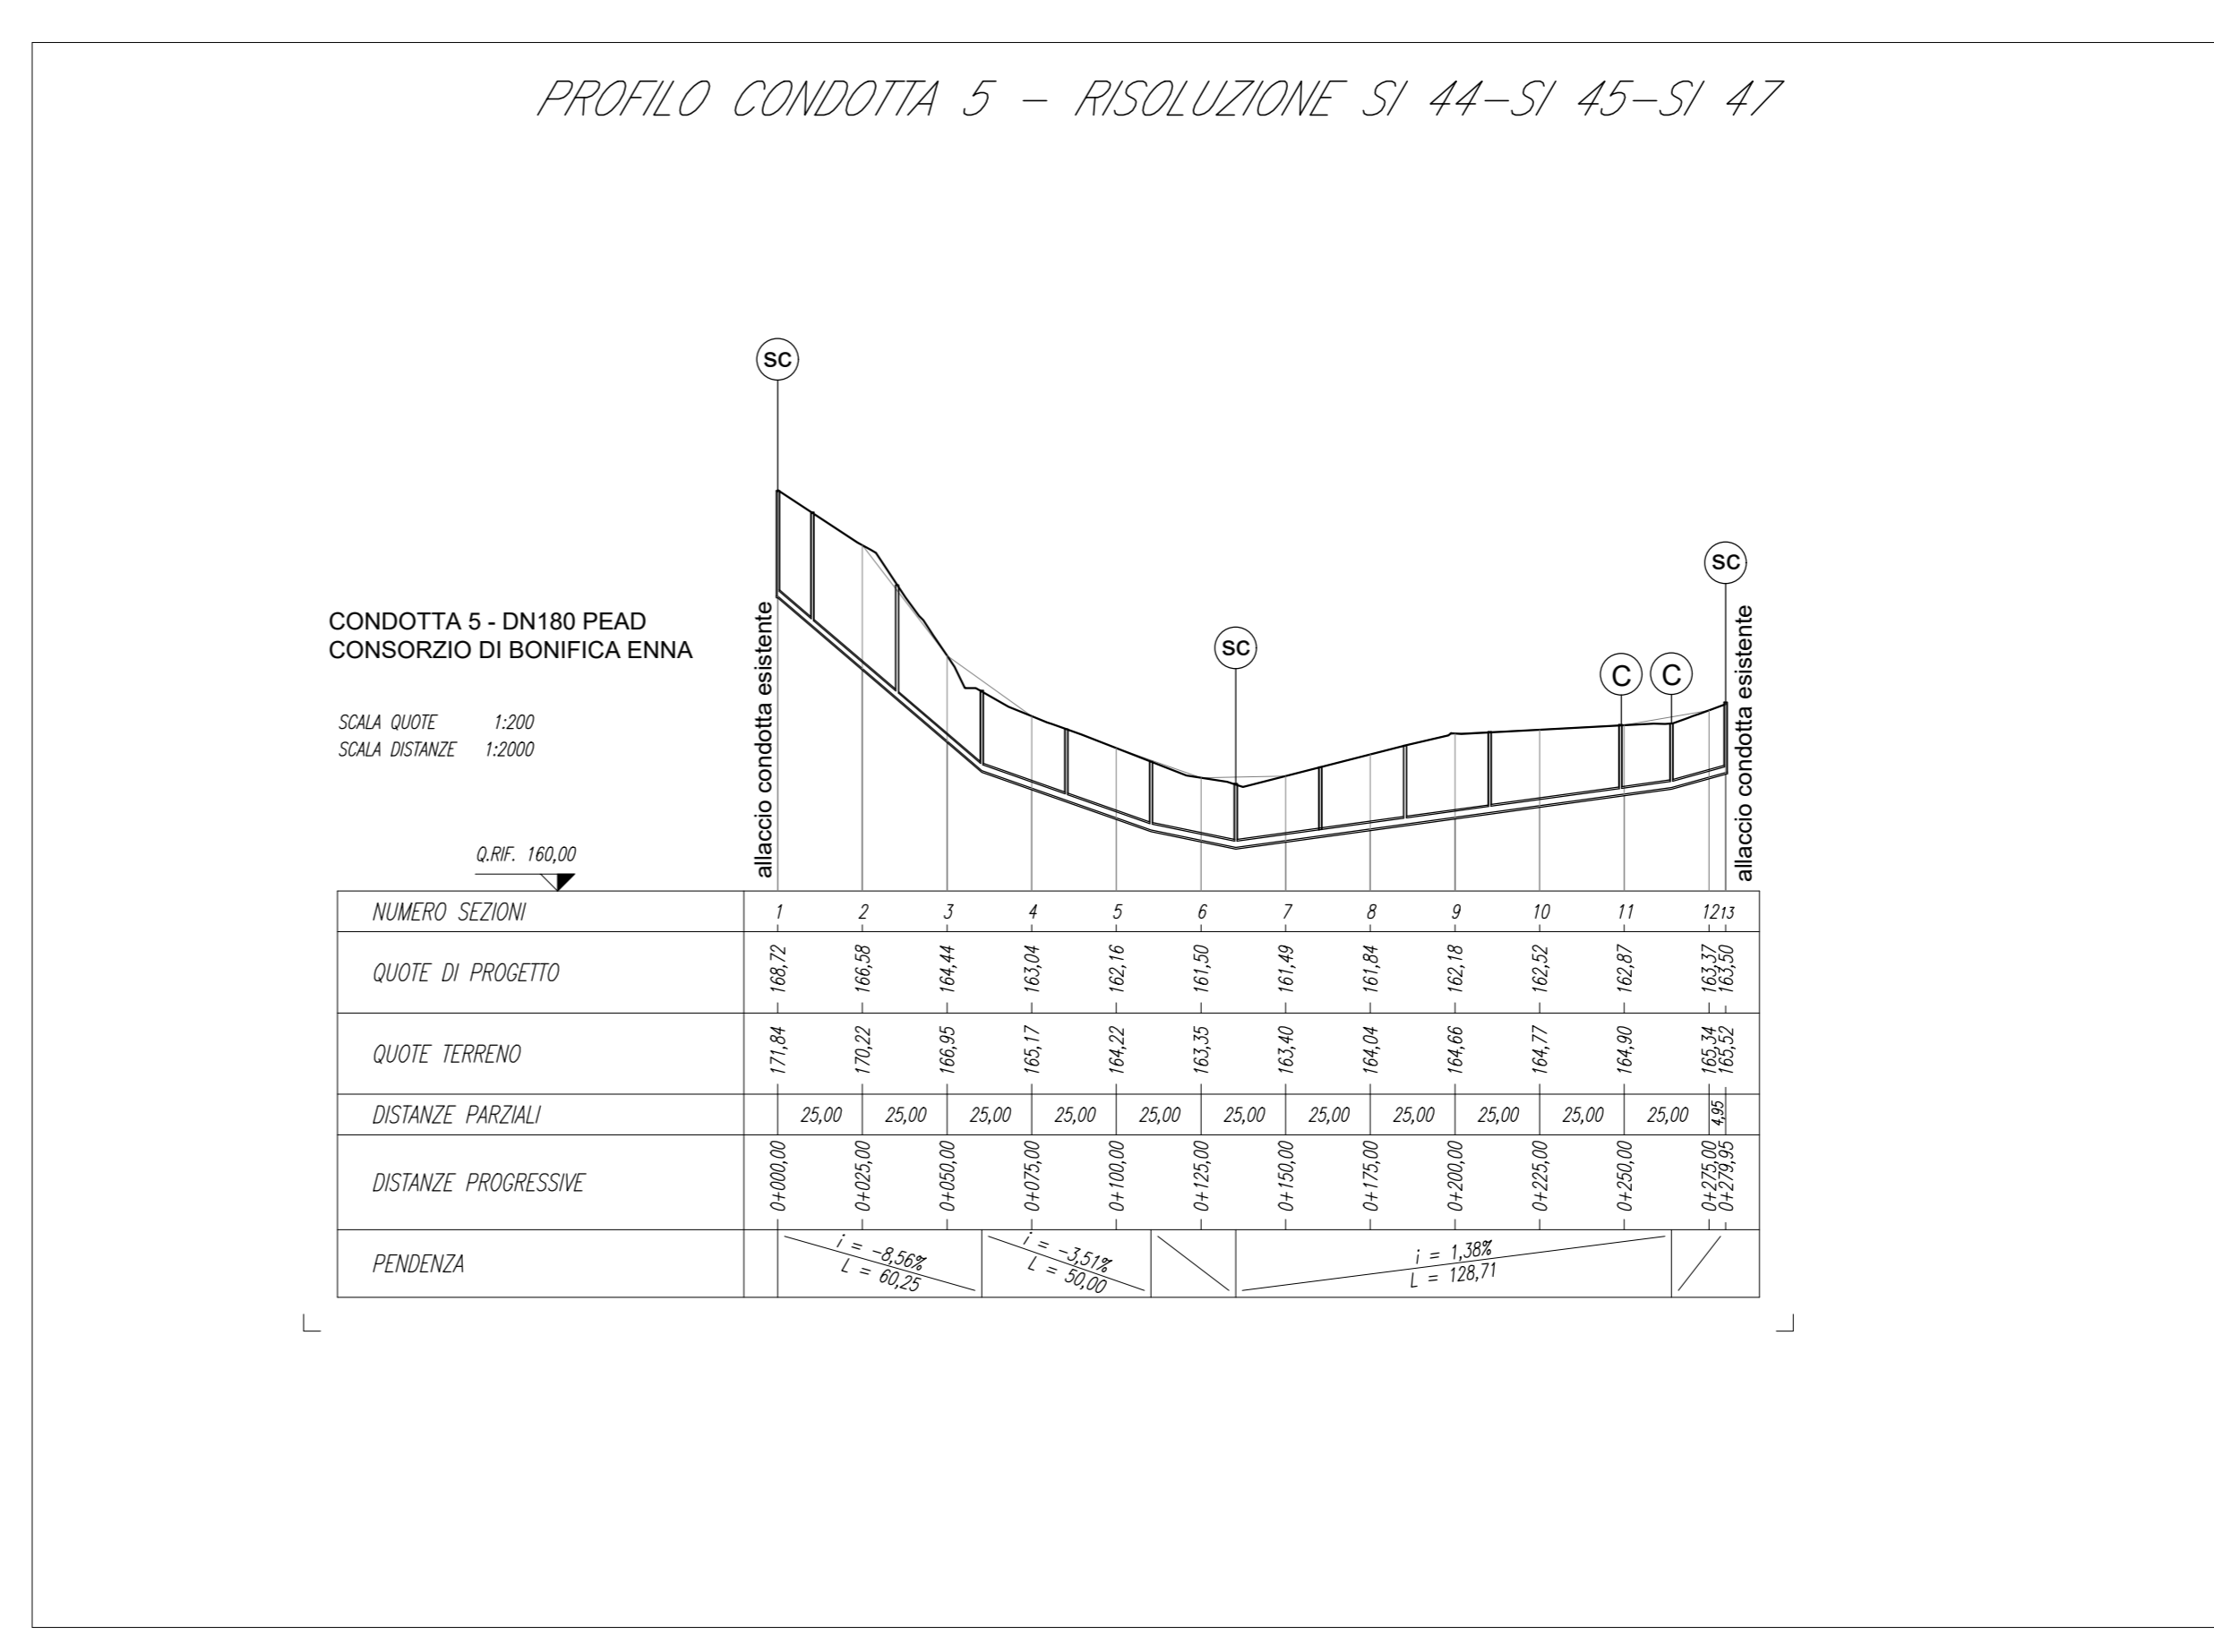 PROFILO CONDOTTA 5 - RISOLUZIONE SI 44-SI 45-SI 47
SC
SC
SC
C
C
allaccio condotta esistente
allaccio condotta esistente
CONDOTTA 5 - DN180 PEAD
CONSORZIO DI BONIFICA ENNA
SCALA QUOTE 1:200
SCALA DISTANZE 1:2000
Q.RIF. 160,00
NUMERO SEZIONI 1 2 3 4 5 6 7 8 9 10 11 12 13
QUOTE DI PROGETTO 168,72 166,58 164,44 163,04 162,16 161,50 161,49 161,84 162,18 162,52 162,87 163,37 163,50
QUOTE TERRENO 171,84 170,22 166,95 165,17 164,22 163,35 163,40 164,04 164,66 164,77 164,90 165,34 165,52
DISTANZE PARZIALI 25,00 25,00 25,00 25,00 25,00 25,00 25,00 25,00 25,00 25,00 25,00 4,95
DISTANZE PROGRESSIVE 0+000,00 0+025,00 0+050,00 0+075,00 0+100,00 0+125,00 0+150,00 0+175,00 0+200,00 0+225,00 0+250,00 0+275,00 0+279,95
PENDENZA
i = -8,56%
L = 60,25
i = -3,51%
L = 50,00
i = 1,38%
L = 128,71